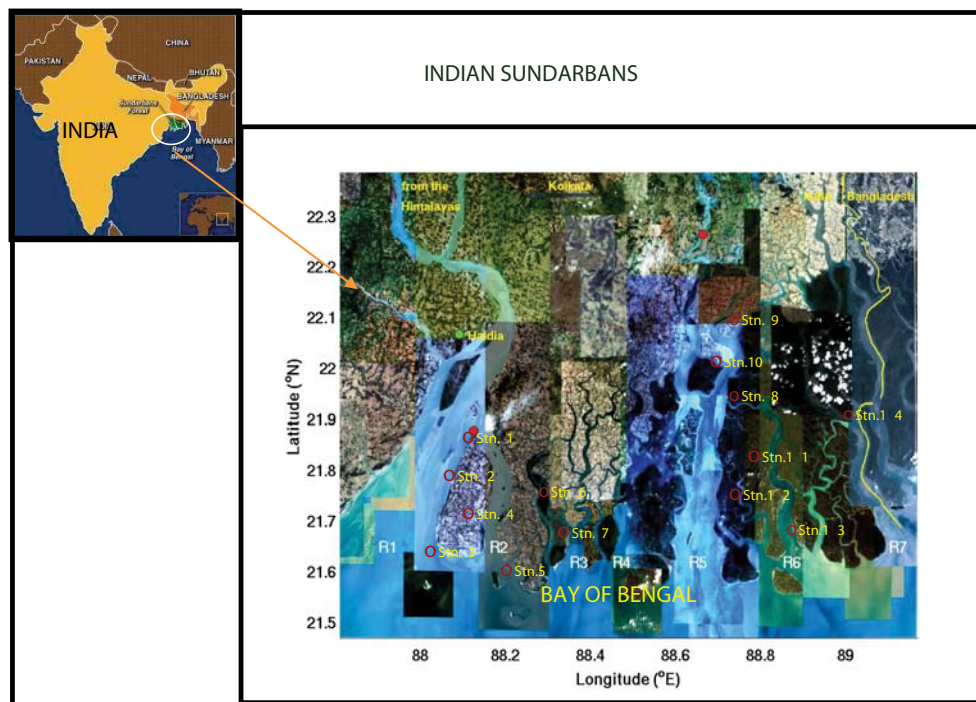 CHINA
PAKISTAN
NEPAL
BHUTAN
BANGLADESH
Sundarbans
Forest
INDIA
MYANMAR
Bay of
Bengal
INDIAN SUNDARBANS
from the
Himalayas
Kolkata
Bangladesh
Haldia
Stn. 9
Stn.10
Stn. 8
Stn.1 4
Stn. 1
Stn.1 1
Stn. 2
Stn. 6
Stn.1 2
Stn. 4
Stn. 7
Stn.1 3
Stn. 3
Stn.5
R1
R2
R3
R4
R5
R6
R7
BAY OF BENGAL
22.3
22.2
22.1
22
21.9
21.8
21.7
21.6
21.5
Latitude (°N)
88
88.2
88.4
88.6
88.8
89
Longitude (°E)